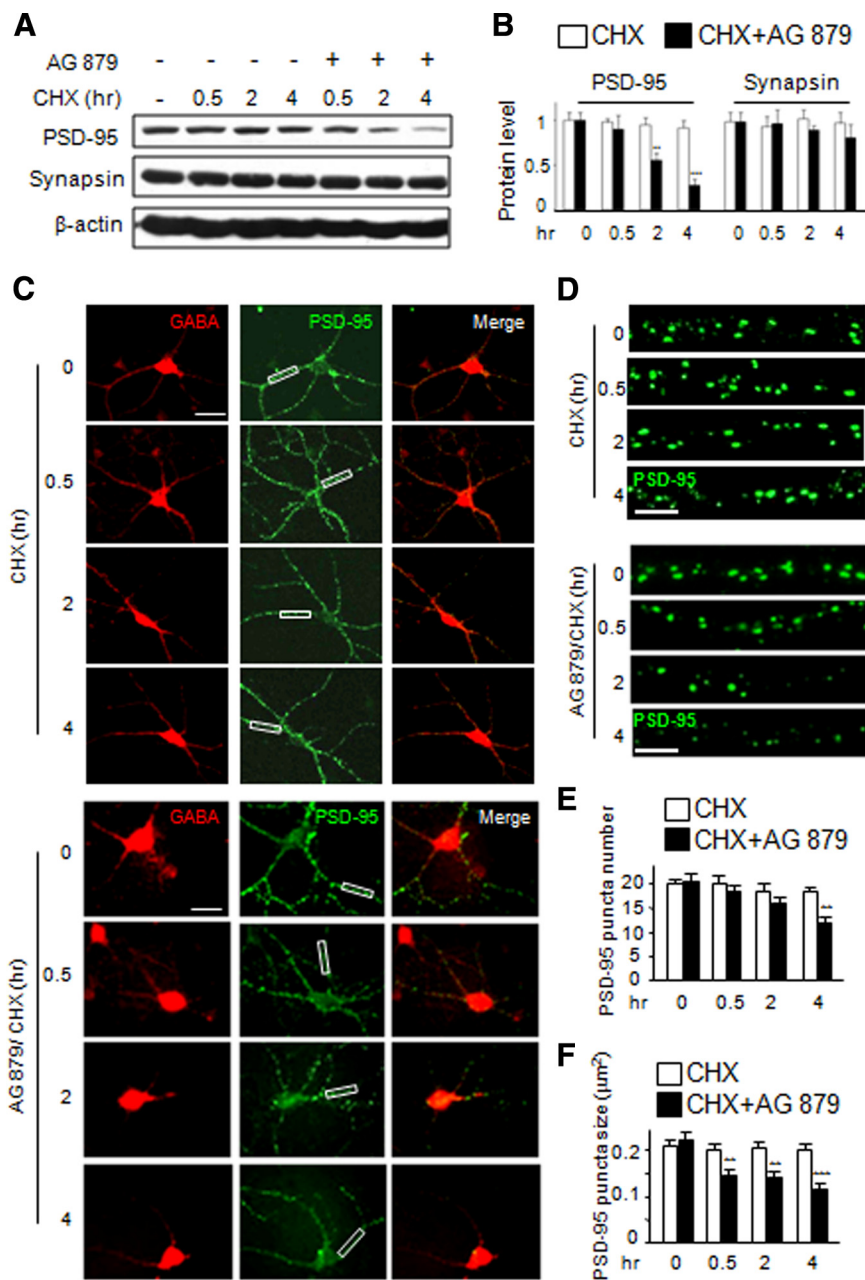 A
AG 879 - - - - + + +
CHX (hr) - 0.5 2 4 0.5 2 4
PSD-95
Synapsin
β-actin
B
CHX CHX+AG 879
PSD-95 Synapsin
Protein level
1
0.5
0
hr 0 0.5 2 4 0 0.5 2 4
** ***
C
GABA PSD-95 Merge
CHX (hr)
0
0.5
2
4
GABA PSD-95 Merge
AG 879/ CHX (hr)
0
0.5
2
4
D
CHX (hr)
0
0.5
2
4
PSD-95
AG 879/CHX (hr)
0
0.5
2
4
PSD-95
E
CHX
CHX+AG 879
PSD-95 puncta number
20
15
10
5
0
**
hr 0 0.5 2 4
F
CHX
CHX+AG 879
PSD-95 puncta size (μm²)
0.2
0.1
0
** ** ***
hr 0 0.5 2 4